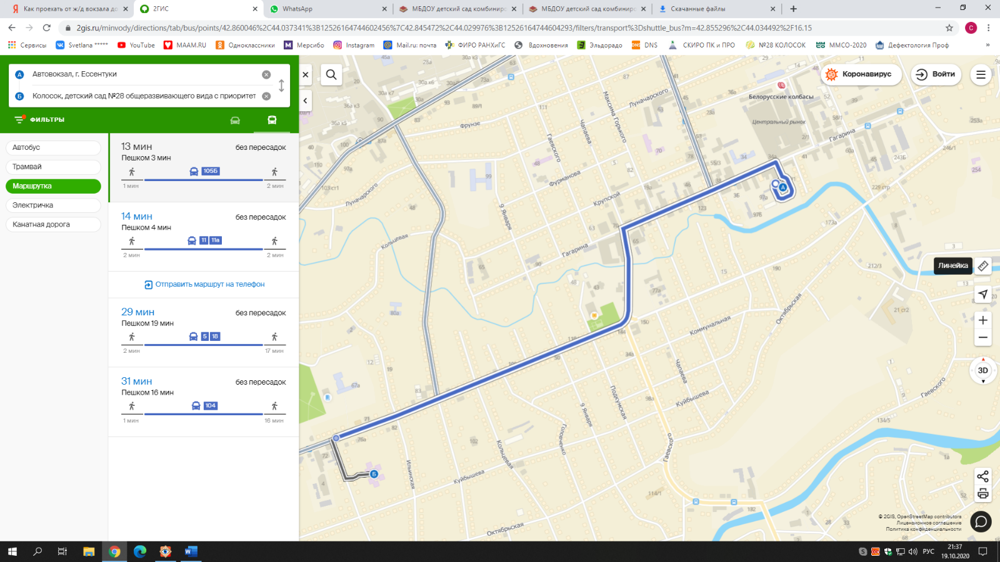 Как проехать от ж/д вокзала до
2ГИС
WhatsApp
МБДОУ детский сад комбиниро
МБДОУ детский сад комбиниро
Скачанные файлы
2gis.ru/minvody/directions/tab/bus/points/42.860046%2C44.037341%3B12526164744602456%7C42.845472%2C44.029976%3B12526164744604293/filters/transport%3Dshuttle_bus?m=42.855296%2C44.034492%2F16.15
Сервисы
Svetlana *****
YouTube
MAAM.RU
Одноклассники
Мерсибо
Instagram
Mail.ru: почта
ФИРО РАНХиГС
Вдохновения
Эльдорадо
DNS
СКИРО ПК и ПРО
№28 КОЛОСОК
ММСО-2020
Дефектология Проф
»
А Автовокзал, г. Ессентуки
Б Колосок, детский сад №28 общеразвивающего вида с приоритет
ФИЛЬТРЫ
Автобус
Трамвай
Маршрутка
Электричка
Канатная дорога
13 мин без пересадок
Пешком 3 мин
105Б
1 мин 2 мин
14 мин без пересадок
Пешком 4 мин
11 11а
2 мин 2 мин
Отправить маршрут на телефон
29 мин без пересадок
Пешком 19 мин
5 18
2 мин 17 мин
31 мин без пересадок
Пешком 16 мин
104
1 мин 16 мин
Коронавирус
Войти
Белорусские колбасы
Центральный рынок
Луначарского
Максима Горького
Чапаева
Гаевского
Фрунзе
Гагарина
Фурманова
Крупской
Луначарского
9 Января
Кольцевая
Гагарина
Коммунальная
Октябрьская
Чапаева
Подкумская
Куйбышева
9 Января
Головченко
Гаевского
Гаевского
Кольцевая
Ильинская
Куйбышева
Октябрьская
А
Б
Линейка
3D
© 2GIS, OpenStreetMap contributors
Лицензионное соглашение
Политика конфиденциальности
РУС
21:37
19.10.2020